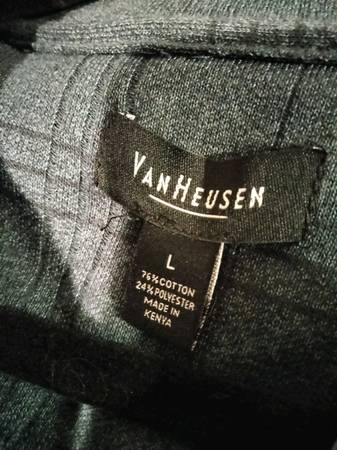 VANHEUSEN
L
76% COTTON
24% POLYESTER
MADE IN
KENYA